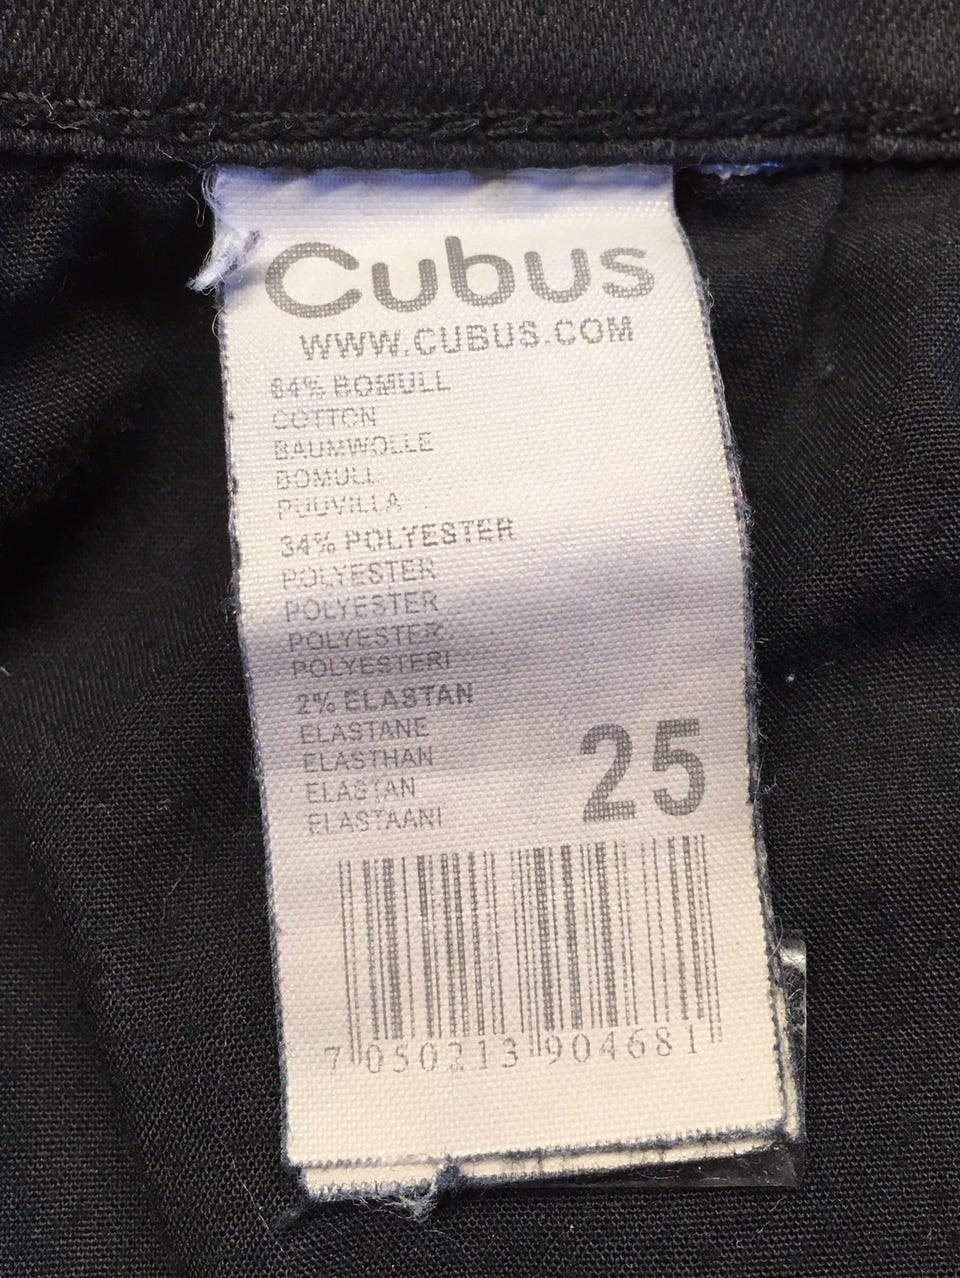 Cubus
WWW.CUBUS.COM
64% BOMULL
COTTON
BAUMWOLLE
BOMULL
PUUVILLA
34% POLYESTER
POLYESTER
POLYESTER
POLYESTER
POLYESTERI
2% ELASTAN
ELASTANE
ELASTHAN
ELASTAN
ELASTAANI
25
7 050213 904681